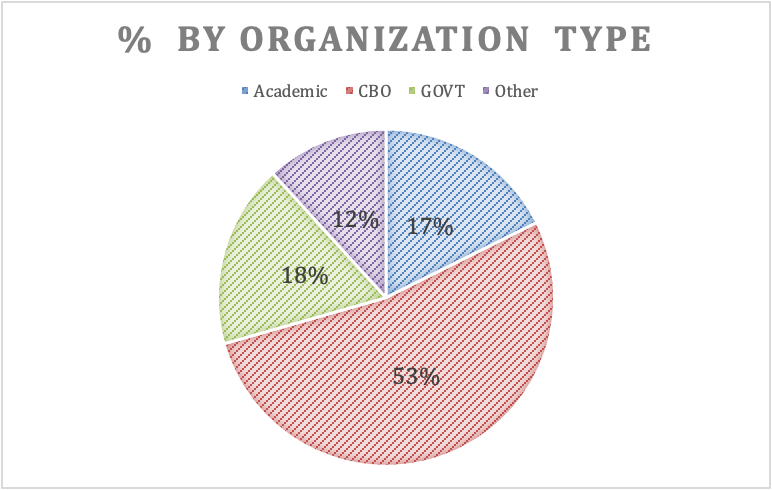 % BY ORGANIZATION TYPE
Academic CBO GOVT Other
12%
17%
18%
53%